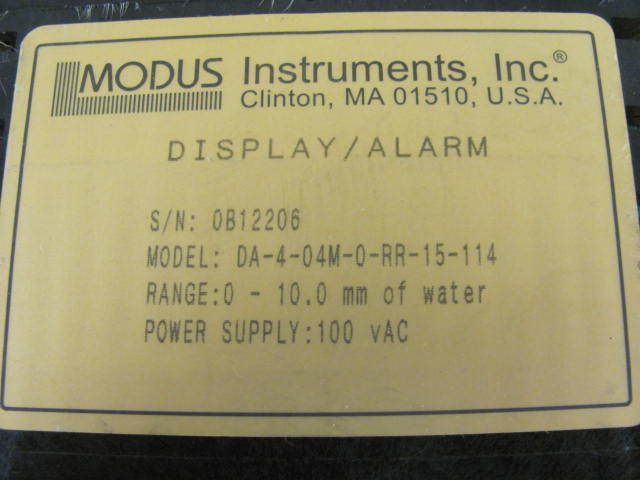 MODUS Instruments, Inc.®
Clinton, MA 01510, U.S.A.
DISPLAY/ALARM
S/N: 0B12206
MODEL: DA-4-04M-0-RR-15-114
RANGE:0 - 10.0 mm of water
POWER SUPPLY:100 vAC